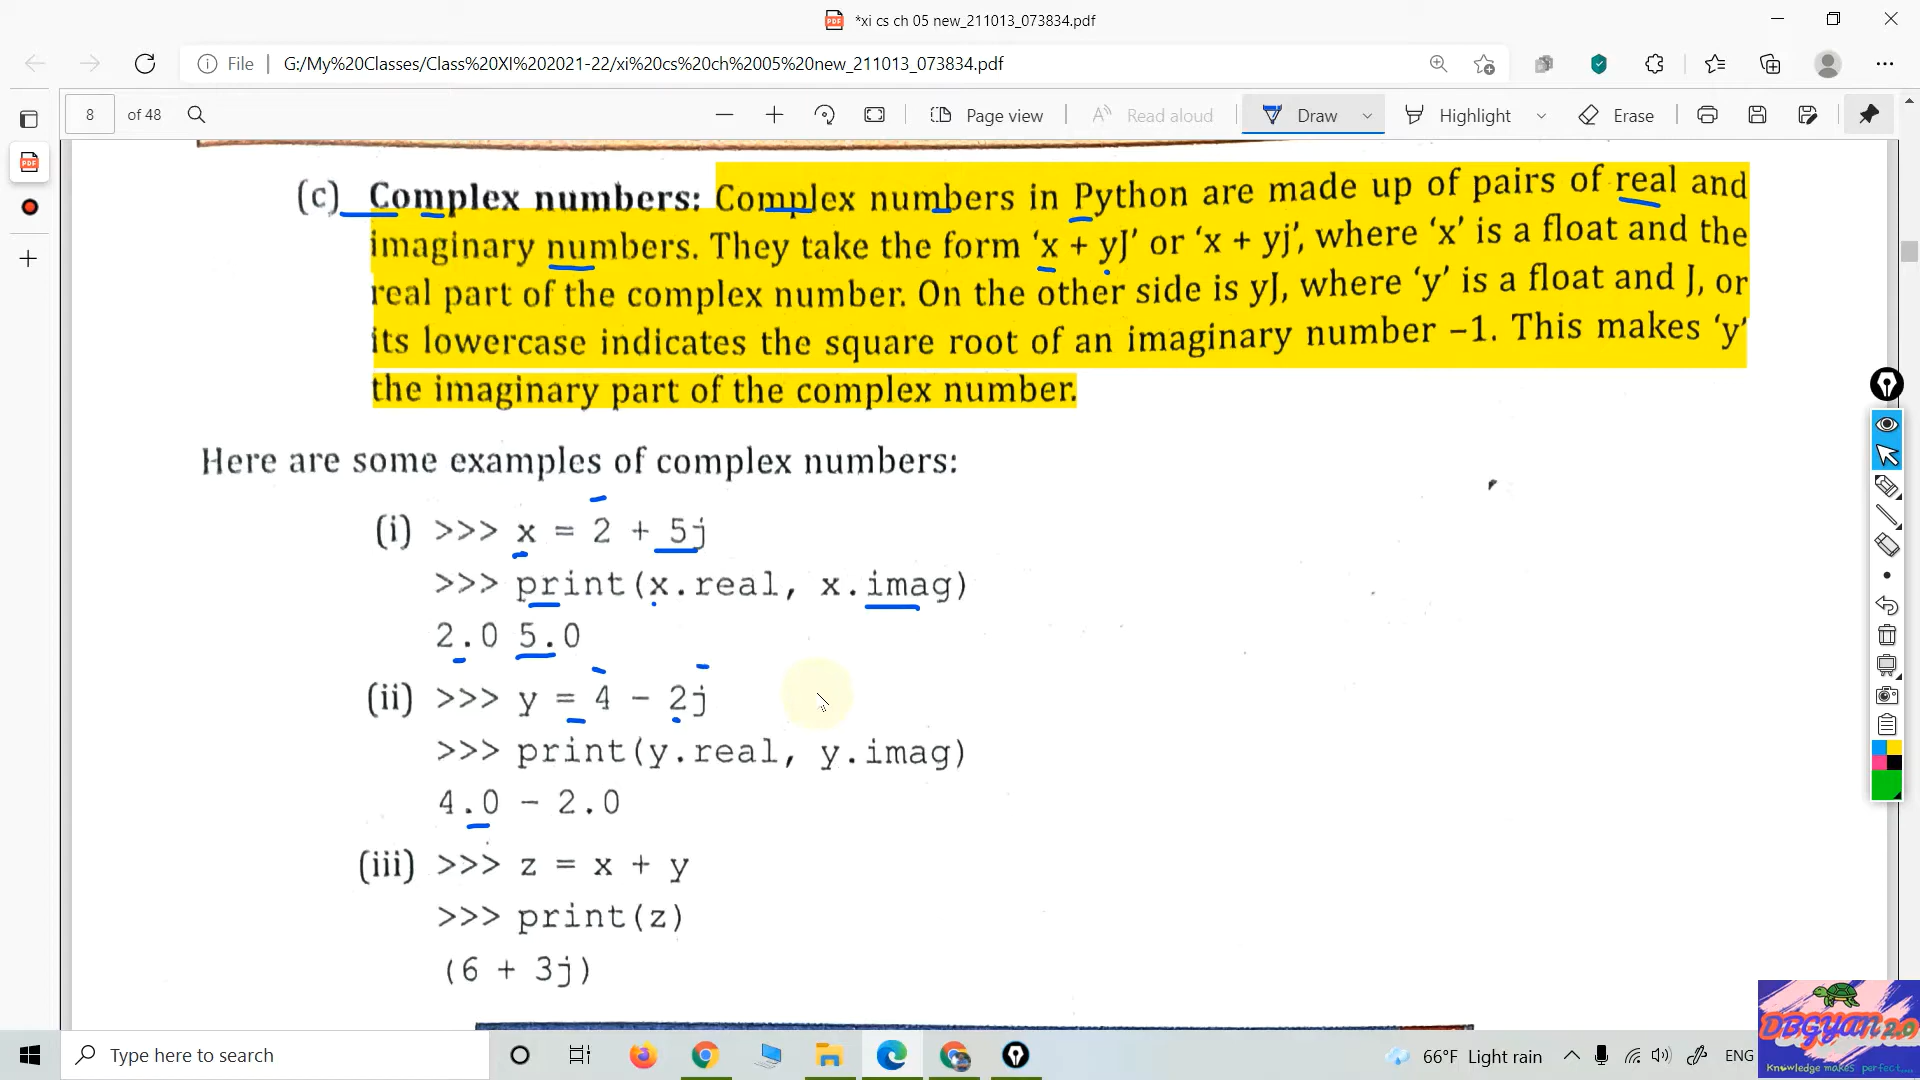 *xi cs ch 05 new_211013_073834.pdf
File
G:/My%20Classes/Class%20XI%202021-22/xi%20cs%20ch%2005%20new_211013_073834.pdf
8 of 48
Page view
Read aloud
Draw
Highlight
Erase
(c) Complex numbers: Complex numbers in Python are made up of pairs of real and
imaginary numbers. They take the form ‘x + yJ’ or ‘x + yj’, where ‘x’ is a float and the
real part of the complex number. On the other side is yJ, where ‘y’ is a float and J, or
its lowercase indicates the square root of an imaginary number –1. This makes ‘y’
the imaginary part of the complex number.
Here are some examples of complex numbers:
(i) >>> x = 2 + 5j
>>> print(x.real, x.imag)
2.0 5.0
(ii) >>> y = 4 - 2j
>>> print(y.real, y.imag)
4.0 - 2.0
(iii) >>> z = x + y
>>> print(z)
(6 + 3j)
Type here to search
66°F Light rain
ENG
DBGyan 2.0
Knowledge makes perfect...